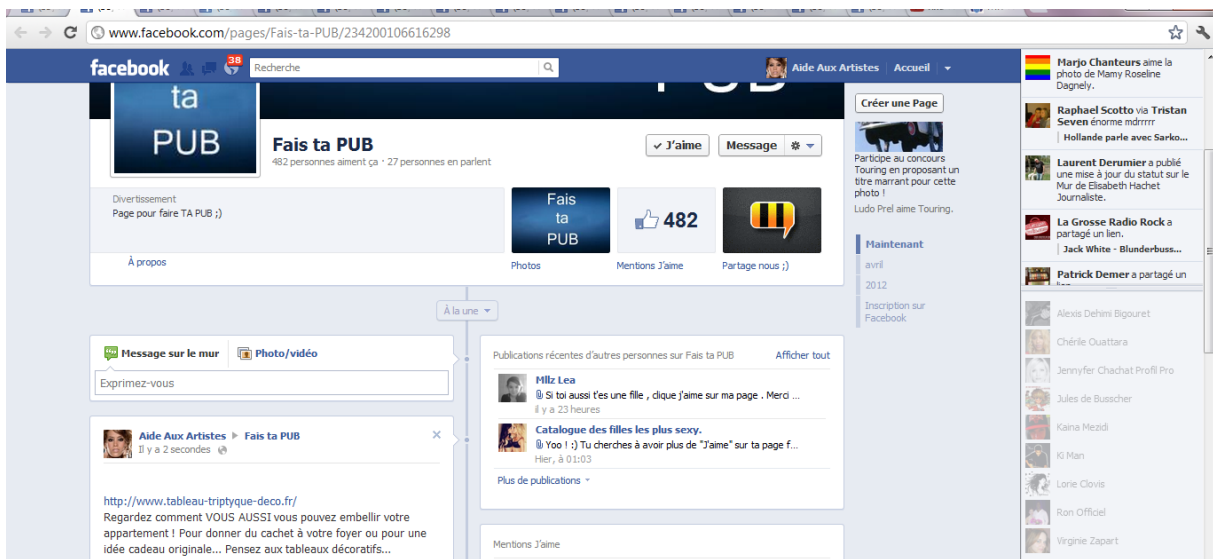 www.facebook.com/pages/Fais-ta-PUB/234200106616298
facebook
38
Recherche
Aide Aux Artistes
Accueil
ta
PUB
Fais ta PUB
482 personnes aiment ça · 27 personnes en parlent
✓ J'aime
Message
Divertissement
Page pour faire TA PUB ;)
À propos
Fais
ta
PUB
Photos
482
Mentions J'aime
Partage nous ;)
À la une
Message sur le mur
Photo/vidéo
Exprimez-vous
Aide Aux Artistes ▶ Fais ta PUB
Il y a 2 secondes
http://www.tableau-triptyque-deco.fr/
Regardez comment VOUS AUSSI vous pouvez embellir votre
appartement ! Pour donner du cachet à votre foyer ou pour une
idée cadeau originale... Pensez aux tableaux décoratifs...
Publications récentes d'autres personnes sur Fais ta PUB
Afficher tout
Mllz Lea
Si toi aussi t'es une fille , clique j'aime sur ma page . Merci ...
il y a 23 heures
Catalogue des filles les plus sexy.
Yoo ! :) Tu cherches à avoir plus de "J'aime" sur ta page f...
Hier, à 01:03
Plus de publications
Mentions J'aime
Créer une Page
Participe au concours
Touring en proposant un
titre marrant pour cette
photo !
Ludo Prel aime Touring.
Maintenant
avril
2012
Inscription sur
Facebook
Marjo Chanteurs aime la
photo de Mamy Roseline
Dagnely.
Raphael Scotto via Tristan
Seven énorme mdrrrrr
Hollande parle avec Sarko...
Laurent Derumier a publié
une mise à jour du statut sur le
Mur de Elisabeth Hachet
Journaliste.
La Grosse Radio Rock a
partagé un lien.
Jack White - Blunderbuss...
Patrick Demer a partagé un
Alexis Dehimi Bigouret
Chérile Ouattara
Jennyfer Chachat Profil Pro
Jules de Busscher
Kaina Mezidi
Ki Man
Lorie Clovis
Ron Officiel
Virginie Zapart